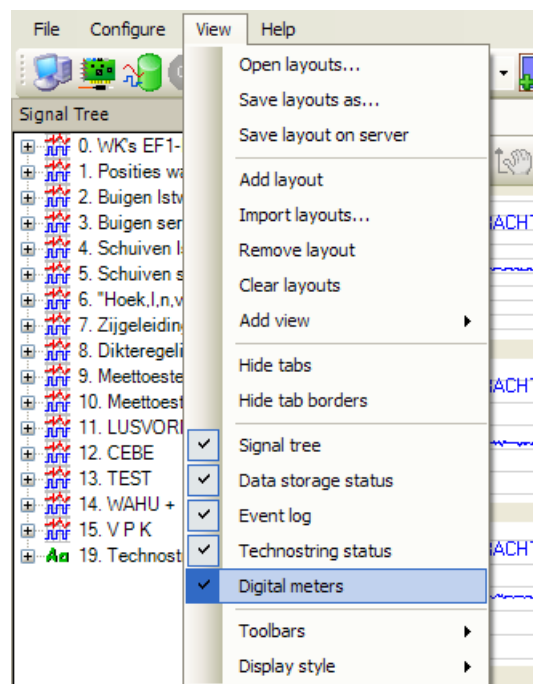 File Configure View Help
Signal Tree
0. WK's EF1-
1. Posities wa
2. Buigen Istw
3. Buigen ser
4. Schuiven I
5. Schuiven s
6. "Hoek,I,n,v
7. Zijgeleidin
8. Dikteregeli
9. Meettoeste
10. Meettoest
11. LUSVORI
12. CEBE
13. TEST
14. WAHU +
15. V P K
19. Technost
Open layouts...
Save layouts as...
Save layout on server
Add layout
Import layouts...
Remove layout
Clear layouts
Add view
Hide tabs
Hide tab borders
Signal tree
Data storage status
Event log
Technostring status
Digital meters
Toolbars
Display style
ACHT
ACHT
ACHT